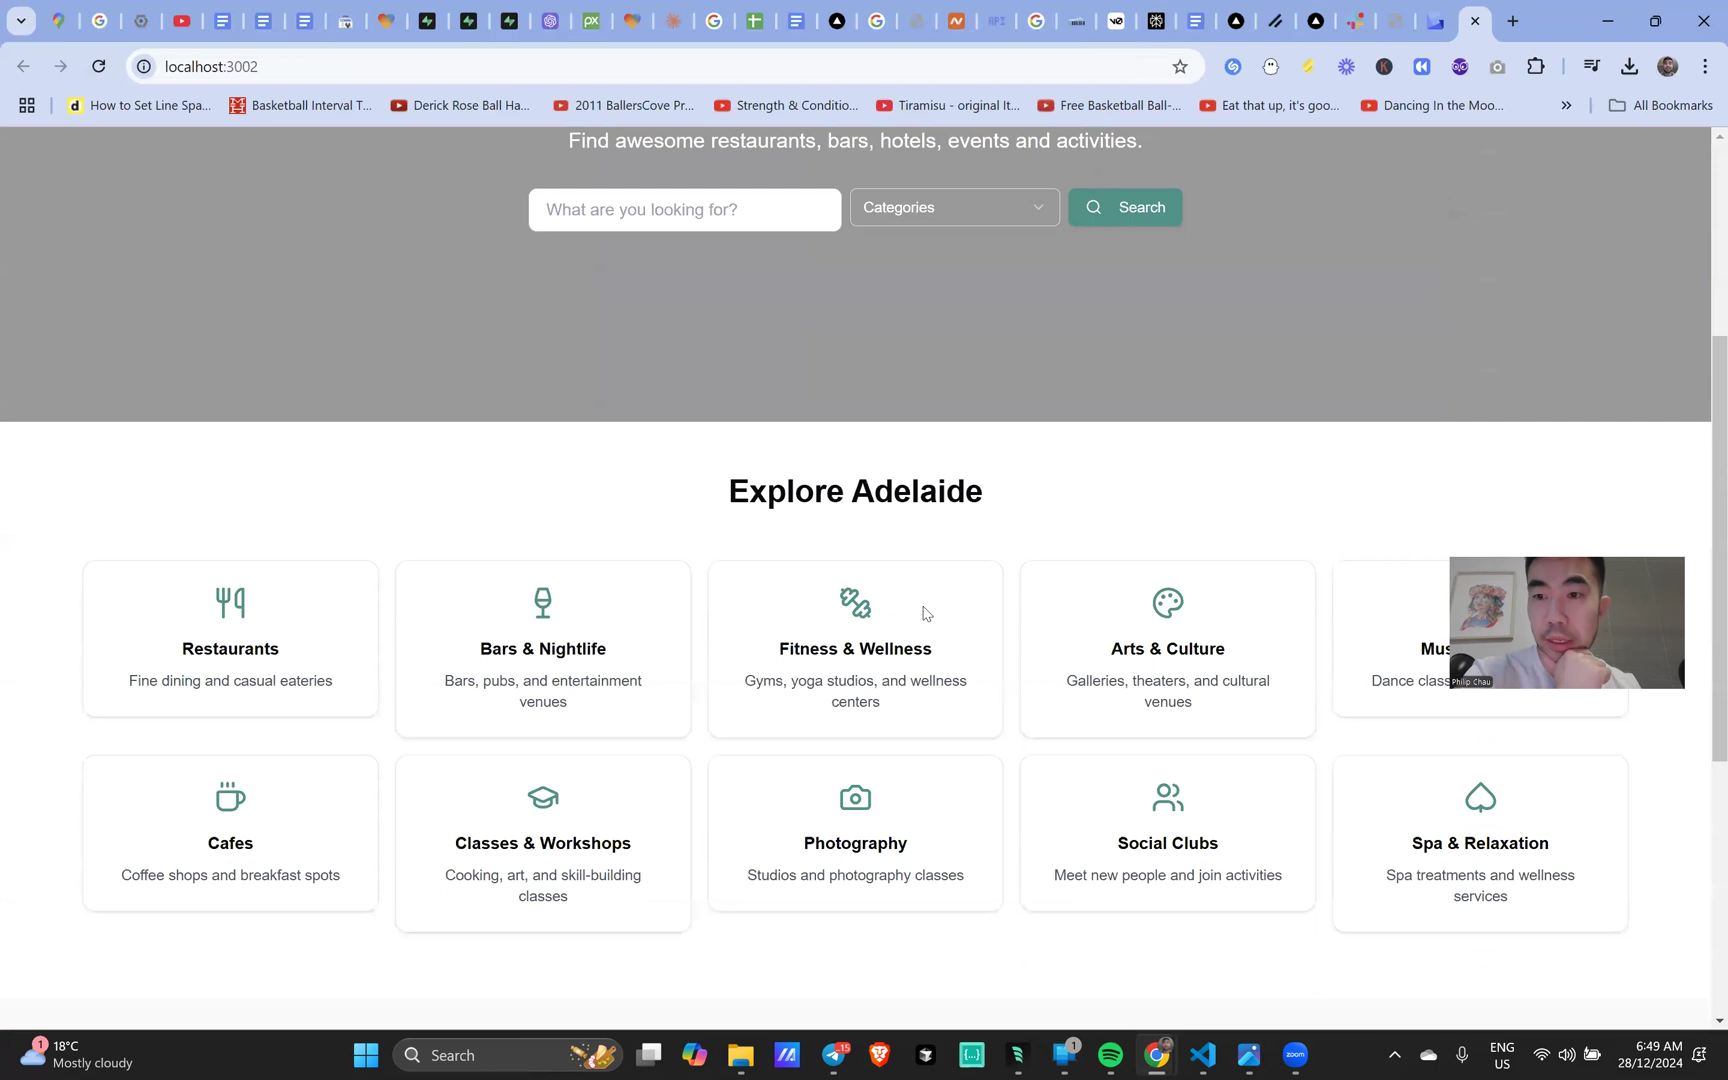 localhost:3002
How to Set Line Spa...
Basketball Interval T...
Derick Rose Ball Ha...
2011 BallersCove Pr...
Strength & Conditio...
Tiramisu - original It...
Free Basketball Ball-...
Eat that up, it's goo...
Dancing In the Moo...
All Bookmarks
Find awesome restaurants, bars, hotels, events and activities.
What are you looking for?
Categories
Search
Explore Adelaide
Restaurants
Fine dining and casual eateries
Bars & Nightlife
Bars, pubs, and entertainment
venues
Fitness & Wellness
Gyms, yoga studios, and wellness
centers
Arts & Culture
Galleries, theaters, and cultural
venues
Mus
Dance clas
Philip Chau
Cafes
Coffee shops and breakfast spots
Classes & Workshops
Cooking, art, and skill-building
classes
Photography
Studios and photography classes
Social Clubs
Meet new people and join activities
Spa & Relaxation
Spa treatments and wellness
services
1
18°C
Mostly cloudy
Search
15
1
zoom
ENG
US
6:49 AM
28/12/2024